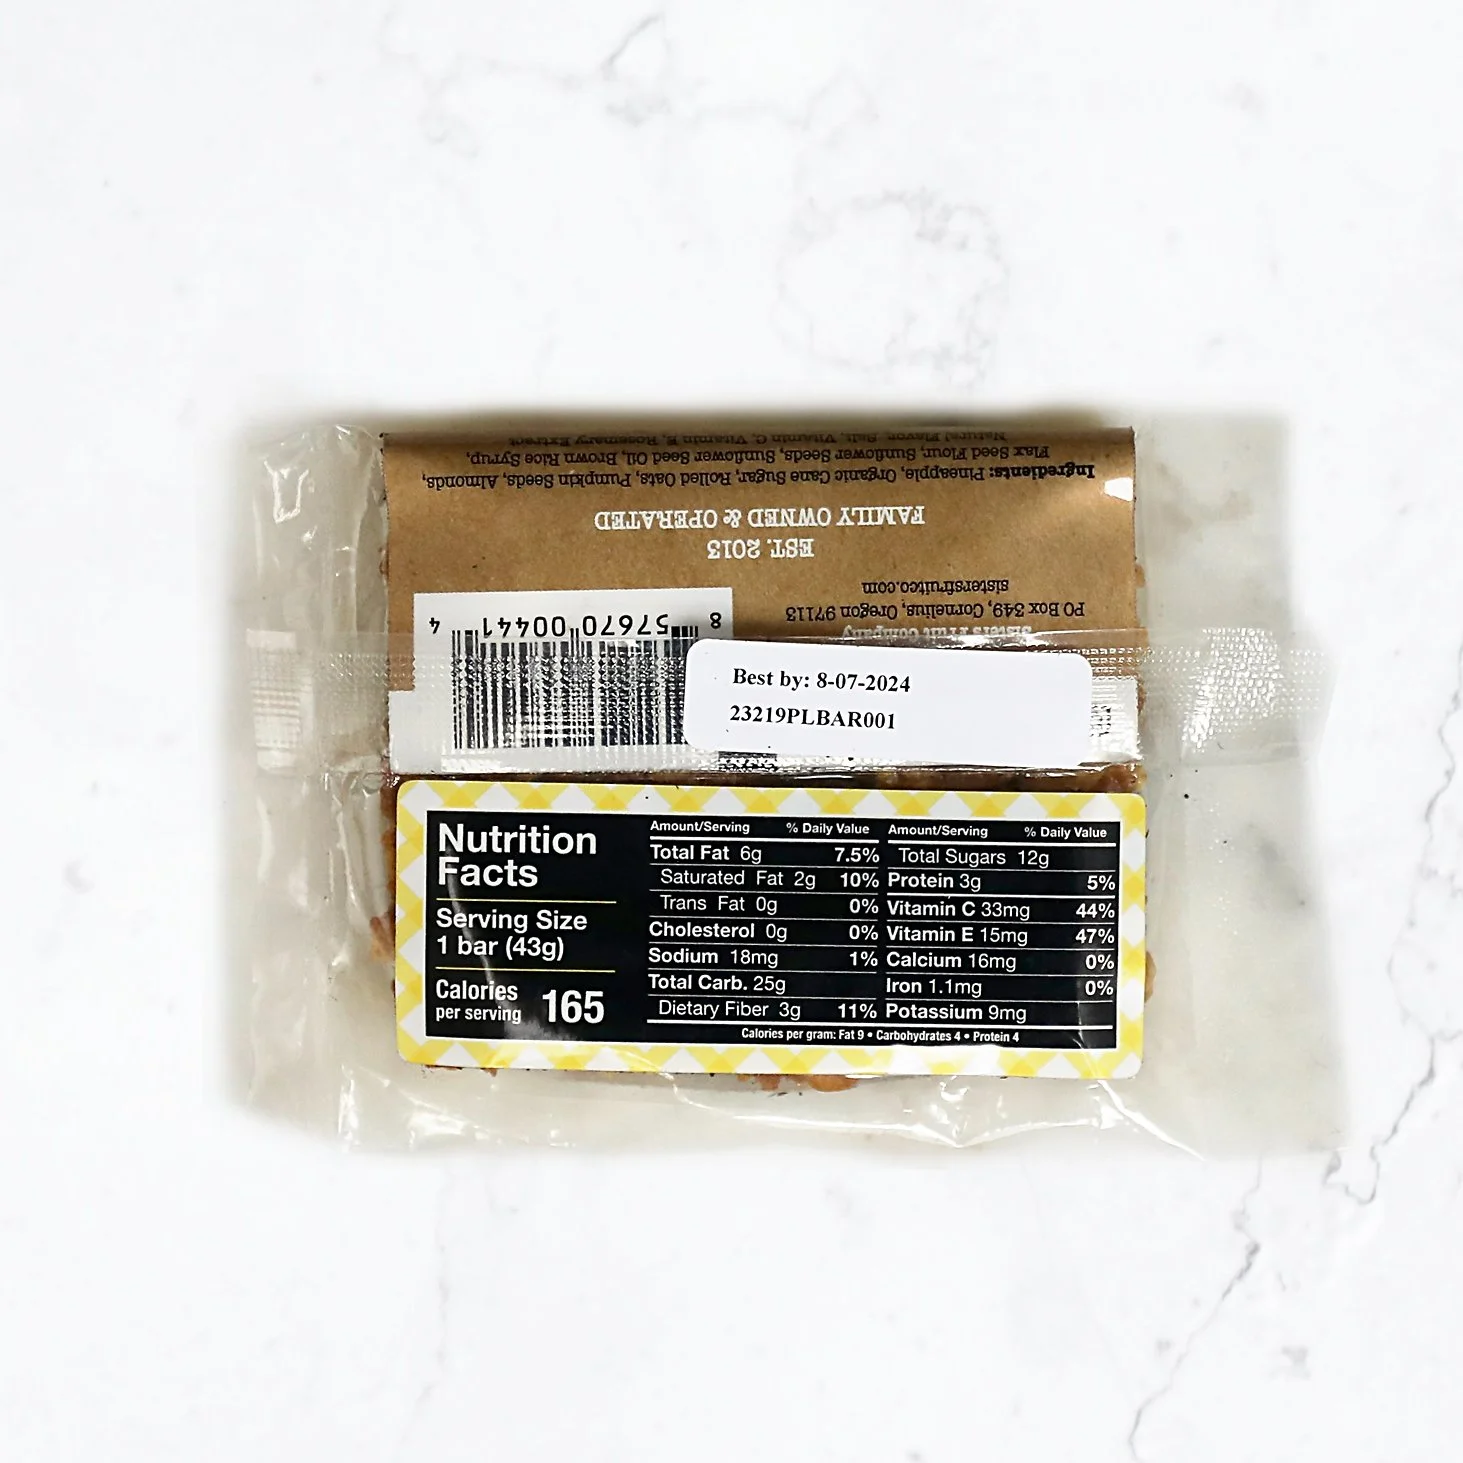 Ingredients: Pineapple, Organic Cane Sugar, Rolled Oats, Pumpkin Seeds, Almonds,
Flax Seed Flour, Sunflower Seeds, Sunflower Seed Oil, Brown Rice Syrup,
Natural Flavor, Salt, Vitamin C, Vitamin E, Rosemary Extract
FAMILY OWNED & OPERATED
EST. 2013
sistersfruitco.com
PO Box 349, Cornelius, Oregon 97113
Sisters Fruit Company
8 57670 00441 4
Best by: 8-07-2024
23219PLBAR001
Nutrition
Facts
Serving Size
1 bar (43g)
Calories
per serving 165
Amount/Serving % Daily Value
Total Fat 6g 7.5%
Saturated Fat 2g 10%
Trans Fat 0g 0%
Cholesterol 0g 0%
Sodium 18mg 1%
Total Carb. 25g
Dietary Fiber 3g 11%
Amount/Serving % Daily Value
Total Sugars 12g
Protein 3g 5%
Vitamin C 33mg 44%
Vitamin E 15mg 47%
Calcium 16mg 0%
Iron 1.1mg 0%
Potassium 9mg
Calories per gram: Fat 9 • Carbohydrates 4 • Protein 4